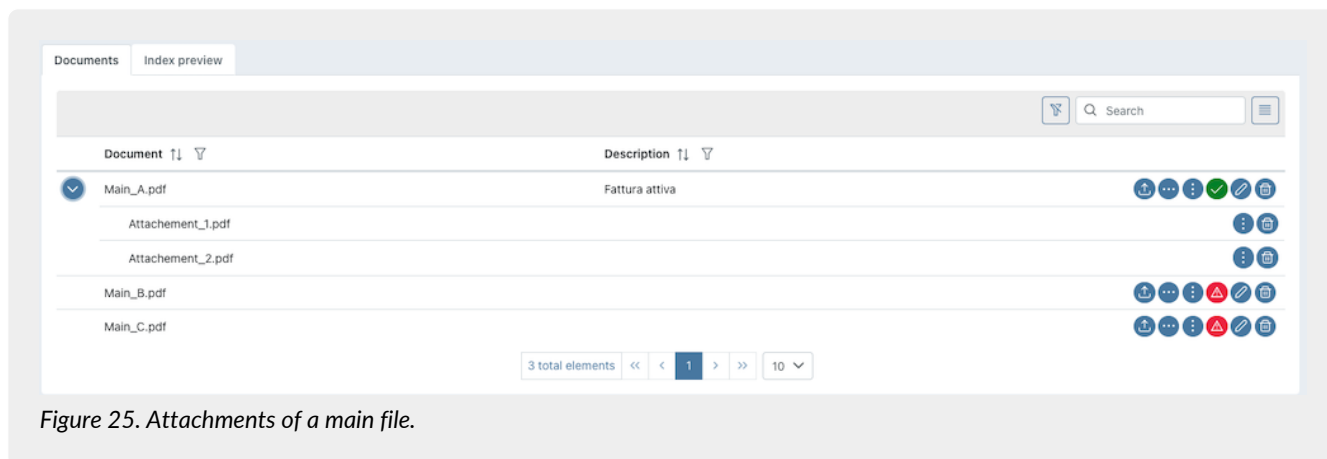 Documents Index preview
Search
Document Description
Main_A.pdf Fattura attiva
Attachement_1.pdf
Attachement_2.pdf
Main_B.pdf
Main_C.pdf
3 total elements << < 1 > >> 10
Figure 25. Attachments of a main file.